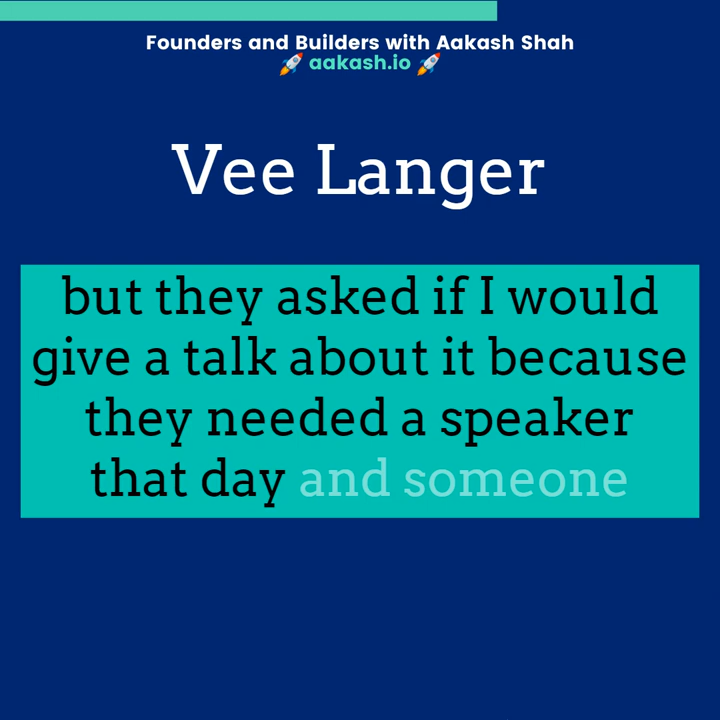 Founders and Builders with Aakash Shah
🚀 aakash.io 🚀
Vee Langer
but they asked if I would
give a talk about it because
they needed a speaker
that day and someone